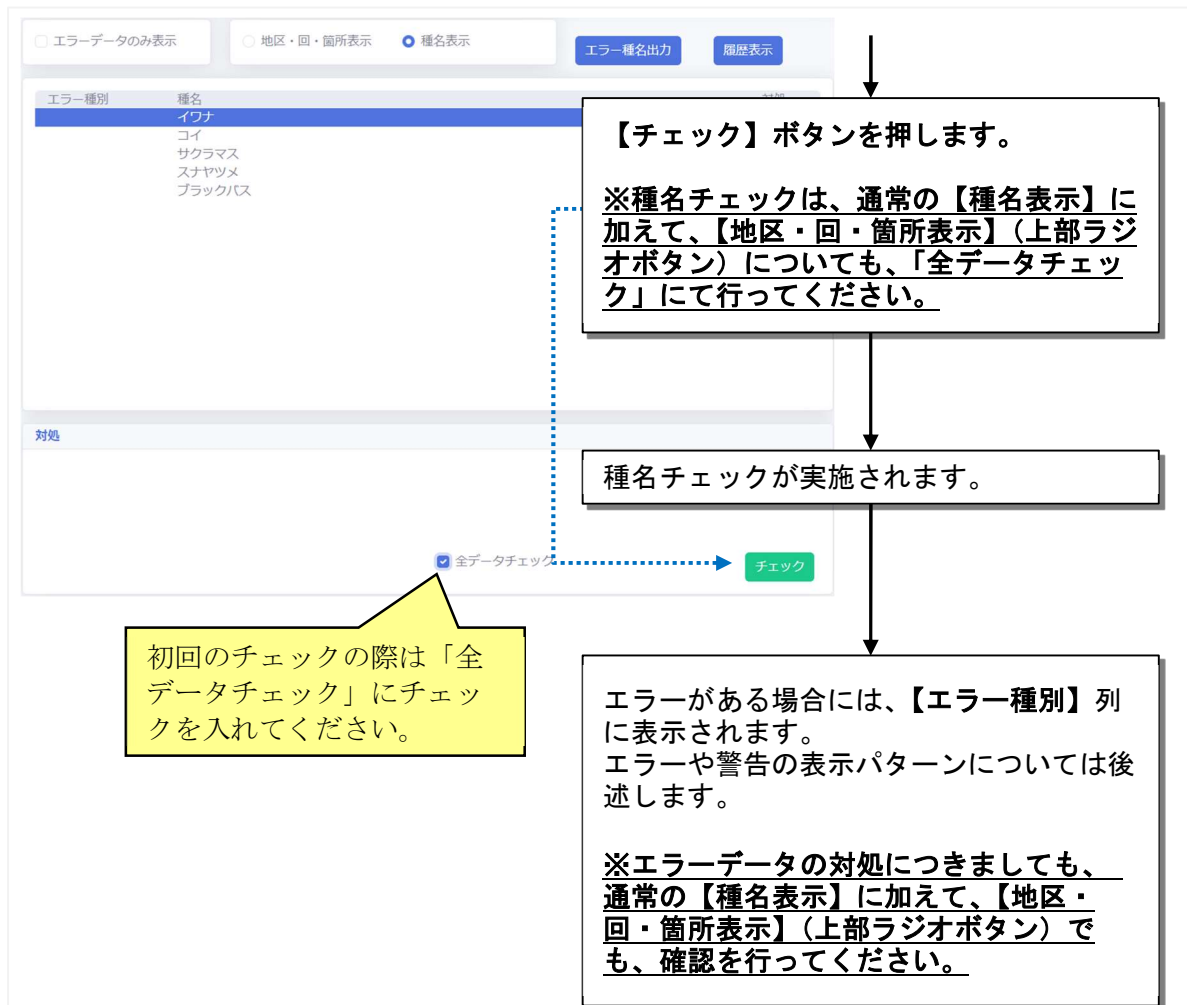 エラーデータのみ表示
地区・回・箇所表示
種名表示
エラー種名出力
履歴表示
エラー種別
種名
イワナ
コイ
サクラマス
スナヤツメ
ブラックバス
対処
全データチェック
チェック
初回のチェックの際は「全
データチェック」にチェッ
クを入れてください。
【チェック】ボタンを押します。
※種名チェックは、通常の【種名表示】に
加えて、【地区・回・箇所表示】（上部ラジ
オボタン）についても、「全データチェッ
ク」にて行ってください。
種名チェックが実施されます。
エラーがある場合には、【エラー種別】列
に表示されます。
エラーや警告の表示パターンについては後
述します。
※エラーデータの対処につきましても、
通常の【種名表示】に加えて、【地区・
回・箇所表示】（上部ラジオボタン）で
も、確認を行ってください。